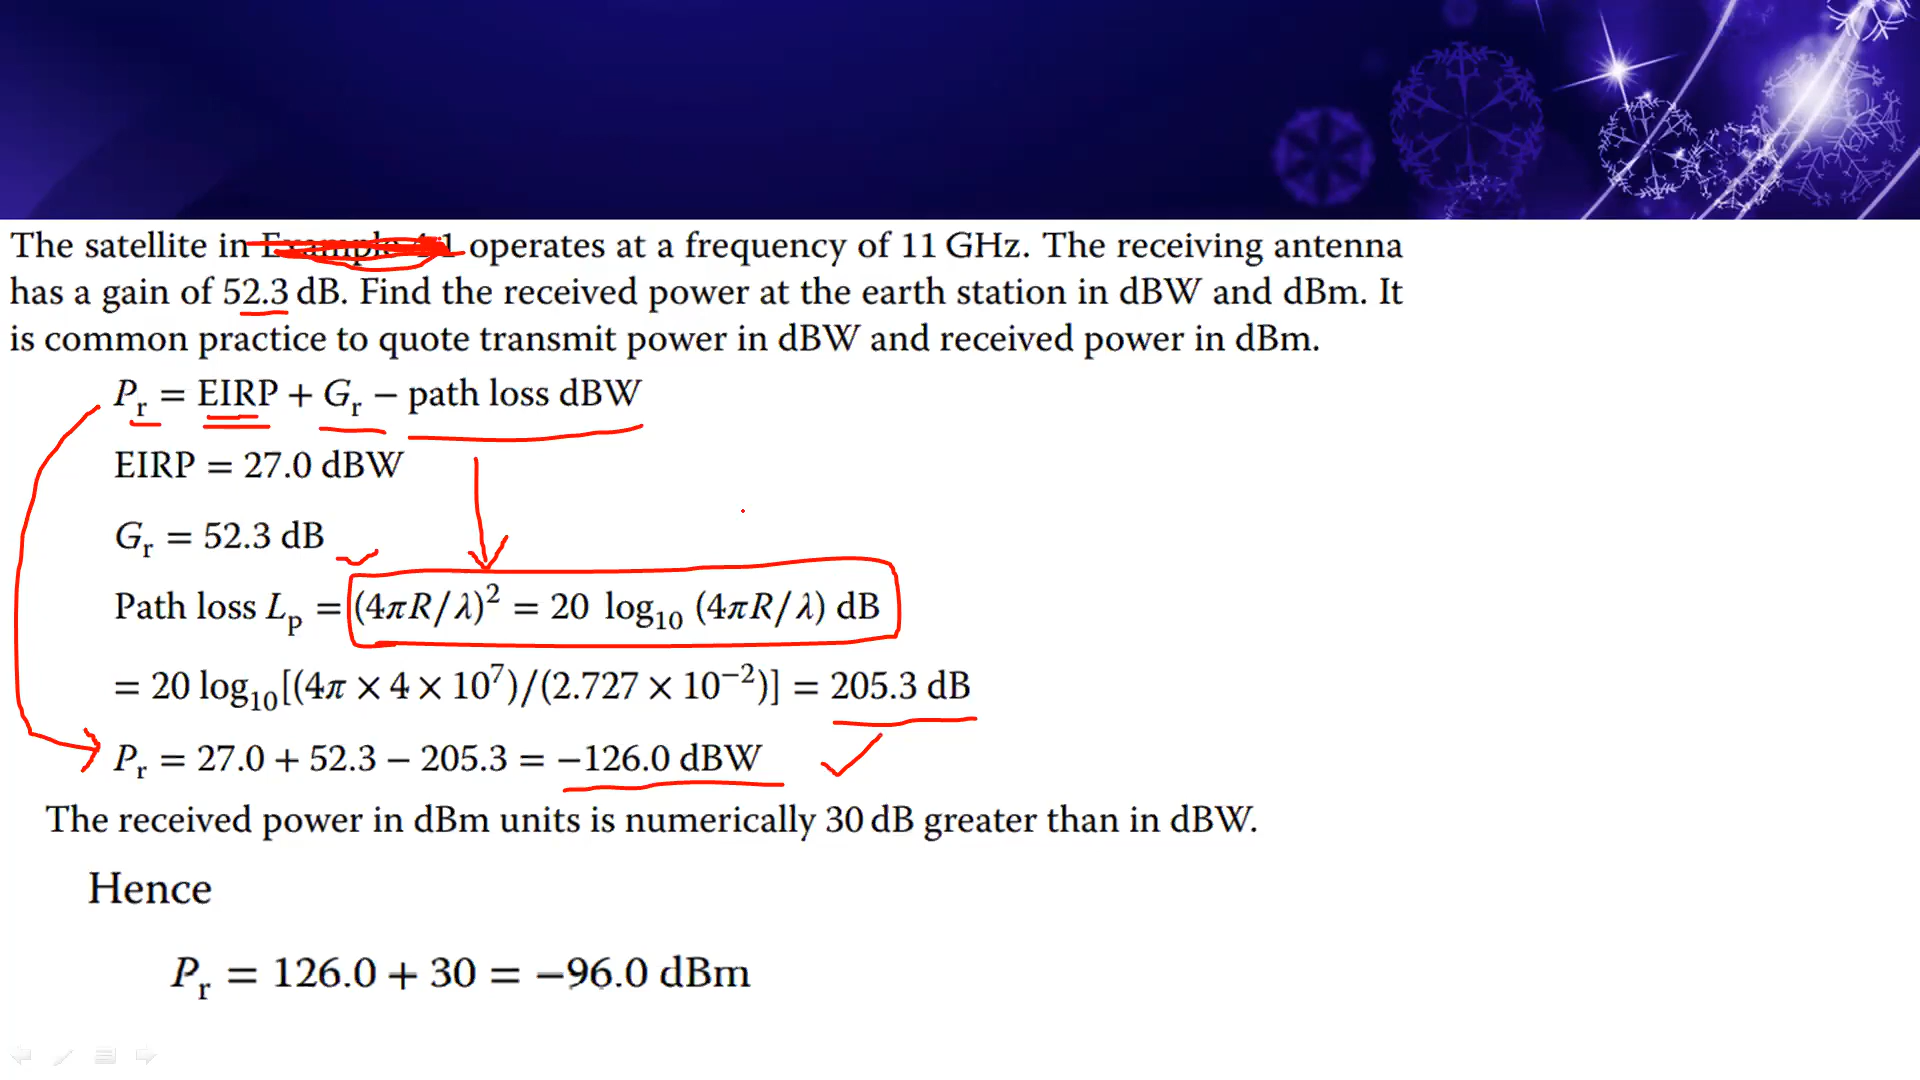 The satellite in Example 4.1 operates at a frequency of 11 GHz. The receiving antenna
has a gain of 52.3 dB. Find the received power at the earth station in dBW and dBm. It
is common practice to quote transmit power in dBW and received power in dBm.
Pr = EIRP + Gr − path loss dBW
EIRP = 27.0 dBW
Gr = 52.3 dB
Path loss Lp = (4πR/λ)² = 20 log₁₀ (4πR/λ) dB
= 20 log₁₀[(4π × 4 × 10⁷)/(2.727 × 10⁻²)] = 205.3 dB
Pr = 27.0 + 52.3 − 205.3 = −126.0 dBW
The received power in dBm units is numerically 30 dB greater than in dBW.
Hence
Pr = 126.0 + 30 = −96.0 dBm